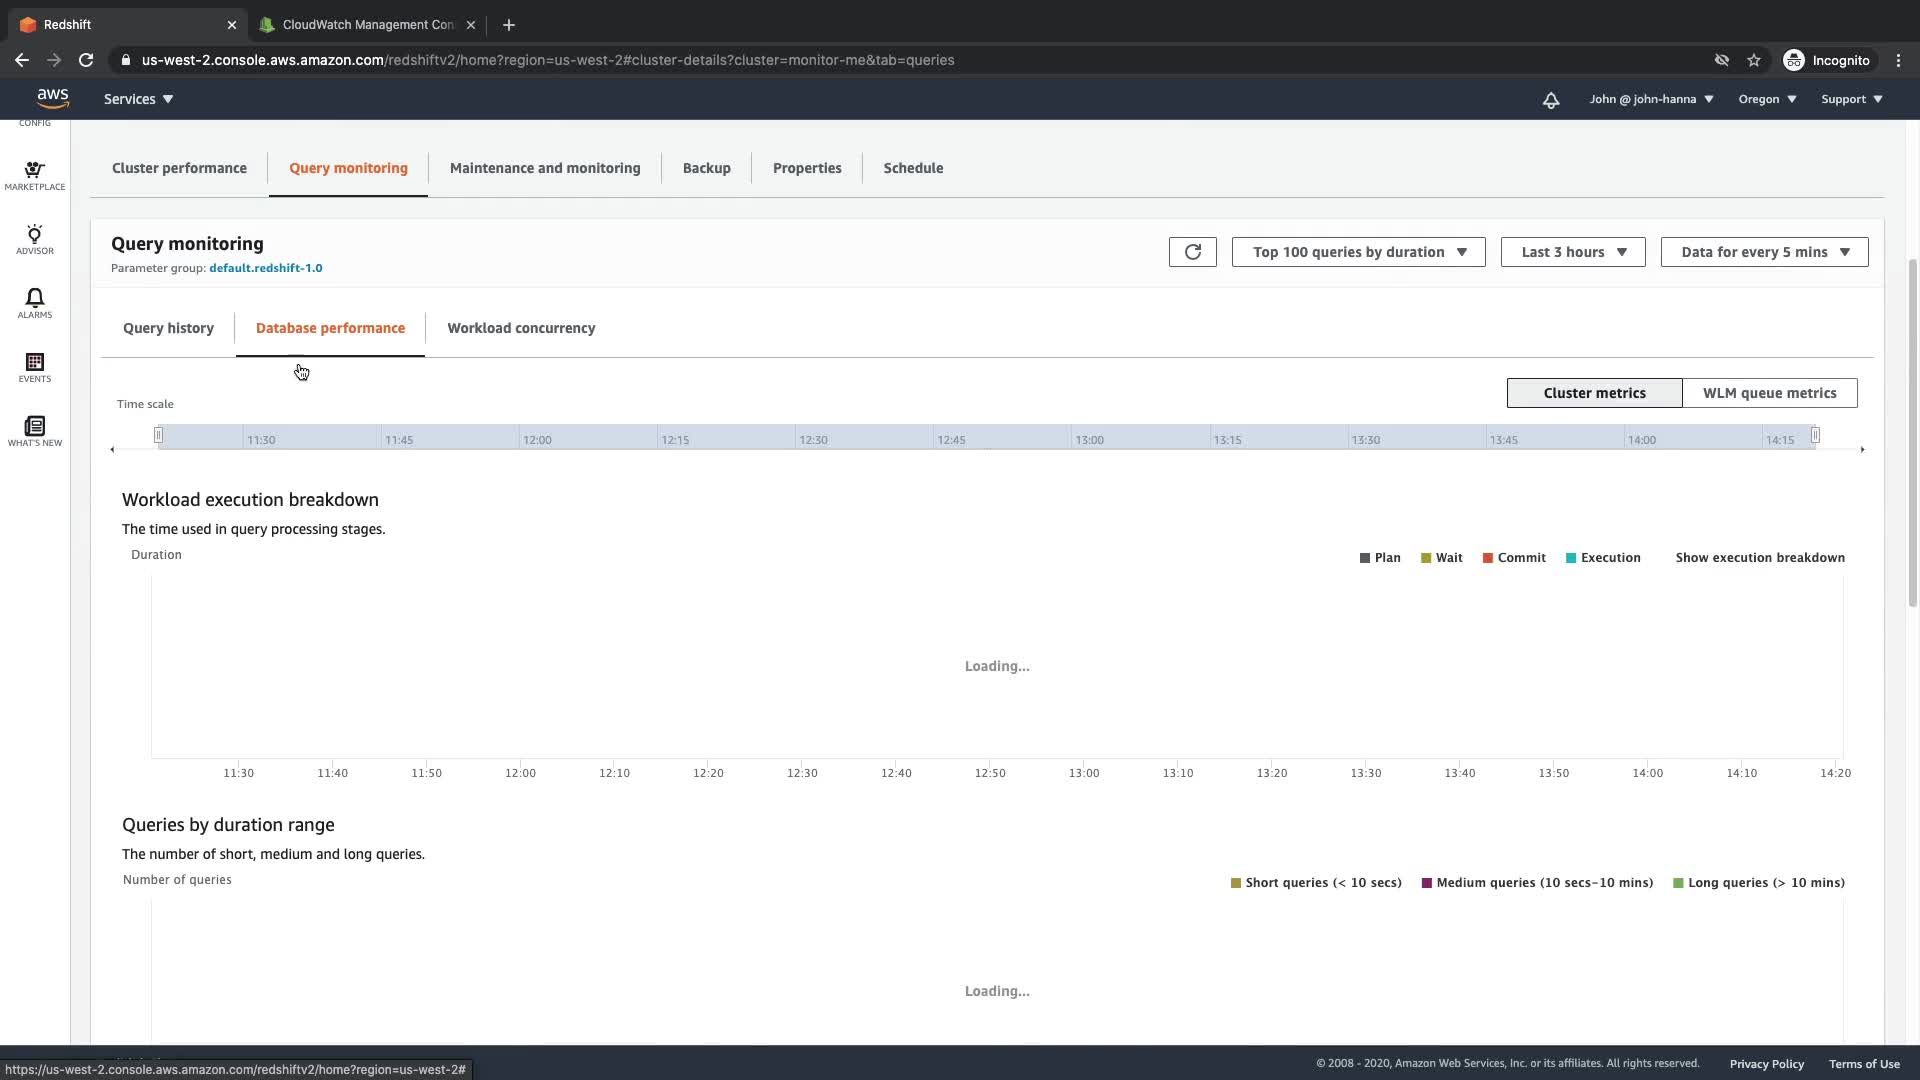 Redshift
CloudWatch Management Con
us-west-2.console.aws.amazon.com/redshiftv2/home?region=us-west-2#cluster-details?cluster=monitor-me&tab=queries
Incognito
aws
Services
John @ john-hanna
Oregon
Support
CONFIG
MARKETPLACE
ADVISOR
ALARMS
EVENTS
WHAT'S NEW
Cluster performance
Query monitoring
Maintenance and monitoring
Backup
Properties
Schedule
Query monitoring
Parameter group: default.redshift-1.0
Top 100 queries by duration
Last 3 hours
Data for every 5 mins
Query history
Database performance
Workload concurrency
Cluster metrics
WLM queue metrics
Time scale
11:30 11:45 12:00 12:15 12:30 12:45 13:00 13:15 13:30 13:45 14:00 14:15
Workload execution breakdown
The time used in query processing stages.
Duration
Plan Wait Commit Execution Show execution breakdown
Loading...
11:30 11:40 11:50 12:00 12:10 12:20 12:30 12:40 12:50 13:00 13:10 13:20 13:30 13:40 13:50 14:00 14:10 14:20
Queries by duration range
The number of short, medium and long queries.
Number of queries
Short queries (< 10 secs) Medium queries (10 secs-10 mins) Long queries (> 10 mins)
Loading...
https://us-west-2.console.aws.amazon.com/redshiftv2/home?region=us-west-2#
© 2008 - 2020, Amazon Web Services, Inc. or its affiliates. All rights reserved.
Privacy Policy
Terms of Use